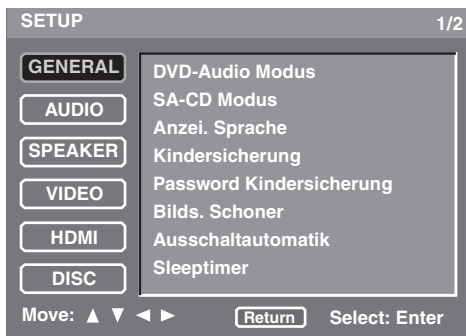 SETUP 1/2
GENERAL
AUDIO
SPEAKER
VIDEO
HDMI
DISC
DVD-Audio Modus
SA-CD Modus
Anzei. Sprache
Kindersicherung
Password Kindersicherung
Bilds. Schoner
Ausschaltautomatik
Sleeptimer
Move: ▲ ▼ ◄ ► Return Select: Enter